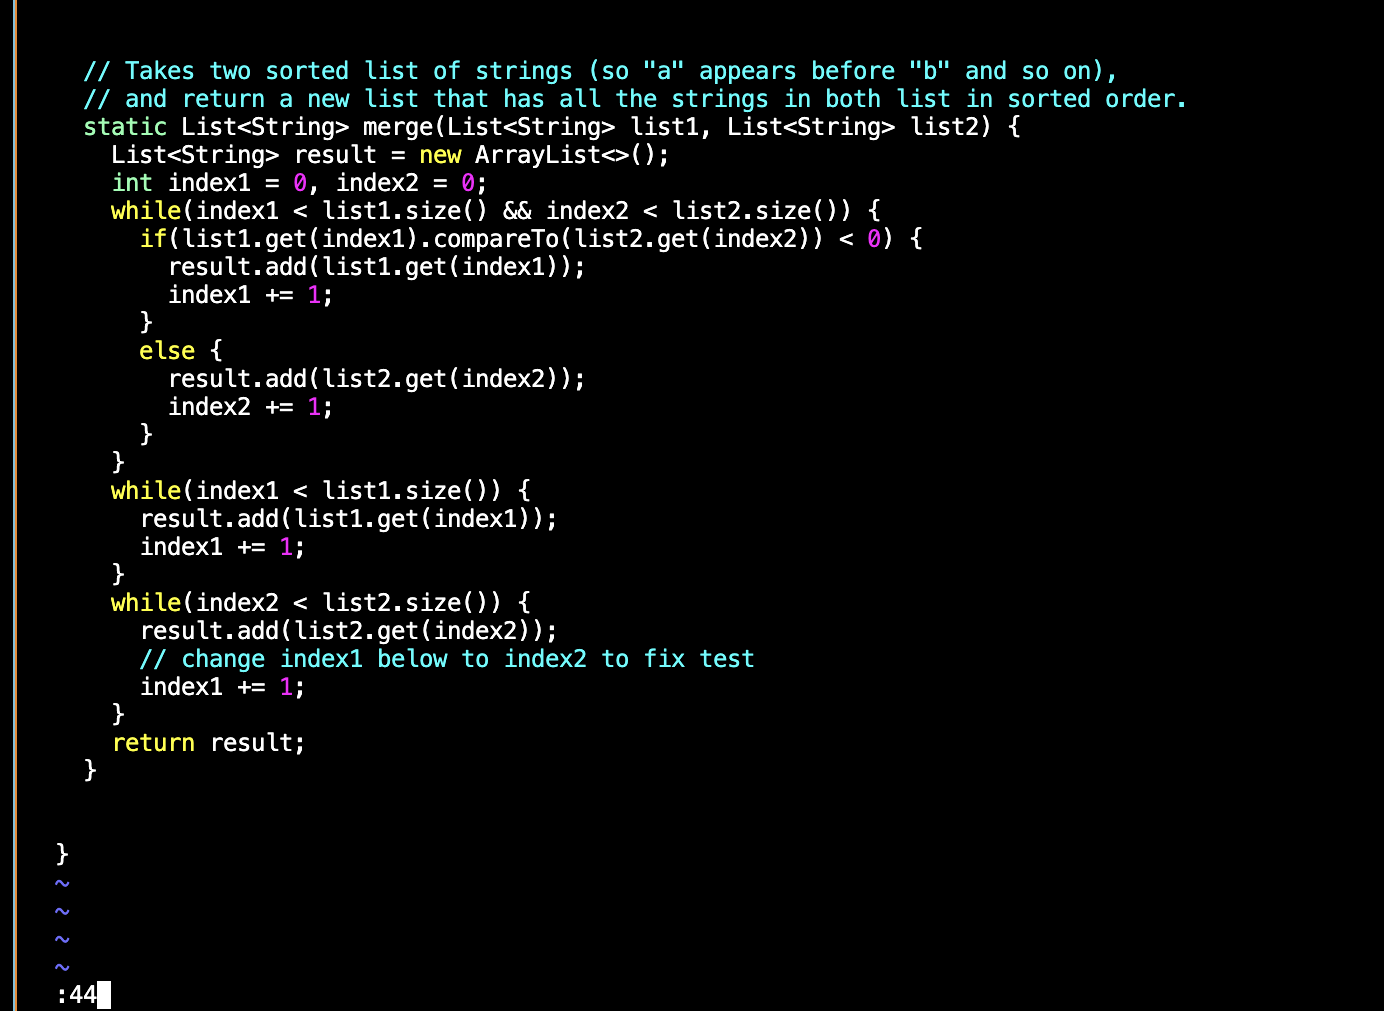 // Takes two sorted list of strings (so "a" appears before "b" and so on),
// and return a new list that has all the strings in both list in sorted order.
static List<String> merge(List<String> list1, List<String> list2) {
List<String> result = new ArrayList<>();
int index1 = 0, index2 = 0;
while(index1 < list1.size() && index2 < list2.size()) {
if(list1.get(index1).compareTo(list2.get(index2)) < 0) {
result.add(list1.get(index1));
index1 += 1;
}
else {
result.add(list2.get(index2));
index2 += 1;
}
}
while(index1 < list1.size()) {
result.add(list1.get(index1));
index1 += 1;
}
while(index2 < list2.size()) {
result.add(list2.get(index2));
// change index1 below to index2 to fix test
index1 += 1;
}
return result;
}
}
~
~
~
~
:44